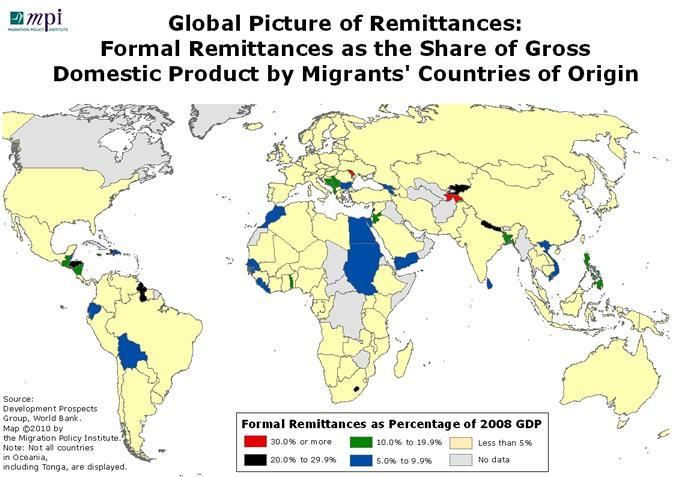 mpi
MIGRATION POLICY INSTITUTE
Global Picture of Remittances:
Formal Remittances as the Share of Gross
Domestic Product by Migrants' Countries of Origin
Source:
Development Prospects
Group, World Bank.
Map ©2010 by
the Migration Policy Institute.
Note: Not all countries
in Oceania,
including Tonga, are displayed.
Formal Remittances as Percentage of 2008 GDP
30.0% or more
10.0% to 19.9%
Less than 5%
20.0% to 29.9%
5.0% to 9.9%
No data